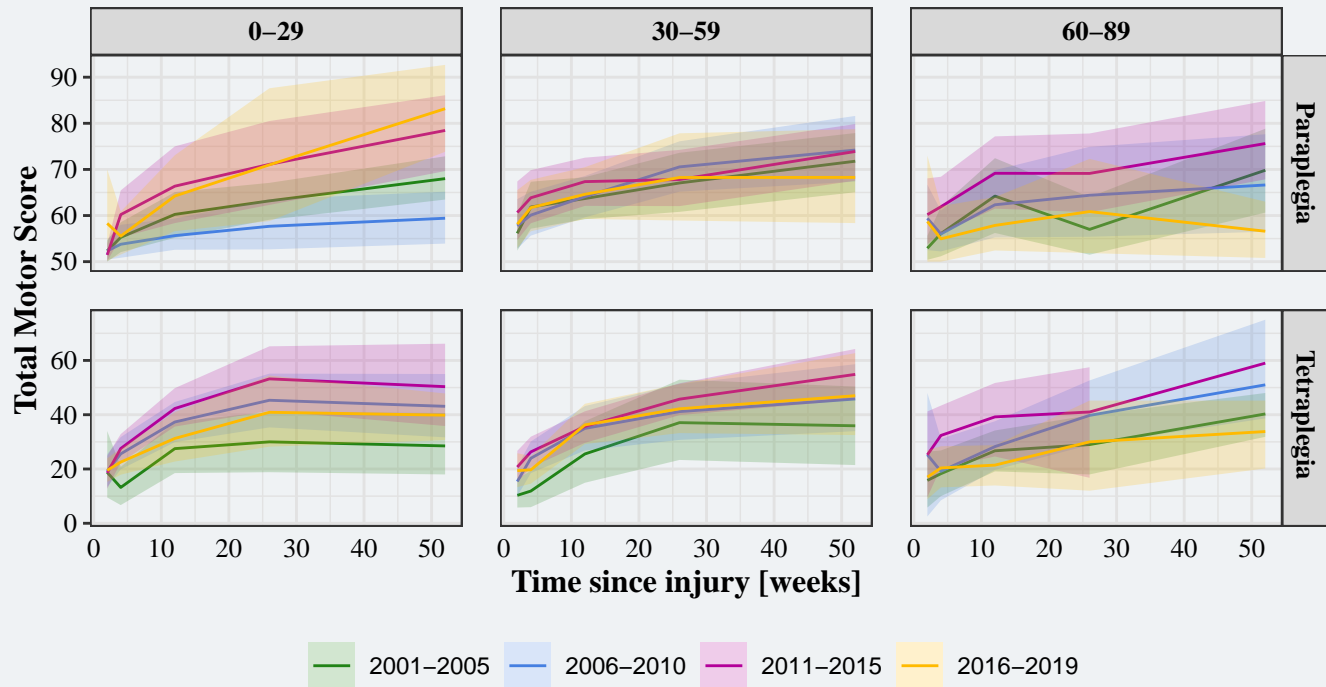 0–29 30–59 60–89
90
80
70
60
50
Paraplegia
Total Motor Score
60
40
20
0
Tetraplegia
0 10 20 30 40 50 0 10 20 30 40 50 0 10 20 30 40 50
Time since injury [weeks]
2001–2005 2006–2010 2011–2015 2016–2019